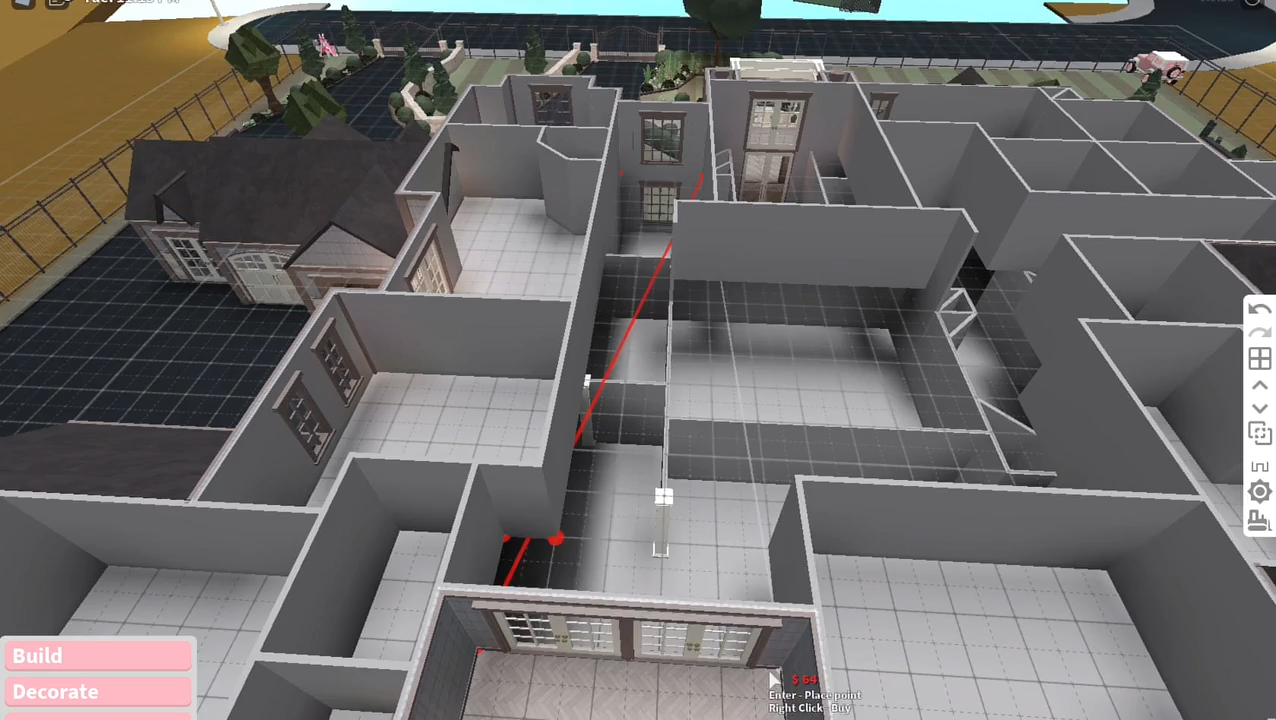 Build
Decorate
$ 64
Enter - Place point
Right Click - Buy